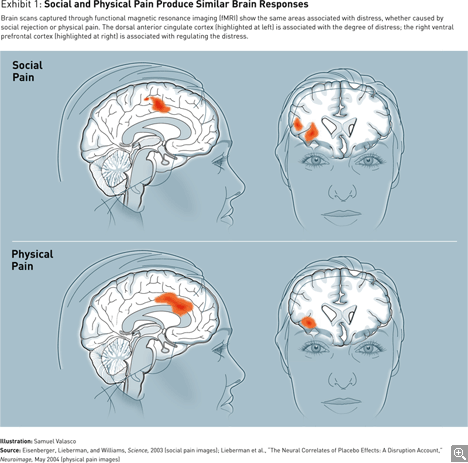 Exhibit 1: Social and Physical Pain Produce Similar Brain Responses
Brain scans captured through functional magnetic resonance imaging (fMRI) show the same areas associated with distress, whether caused by
social rejection or physical pain. The dorsal anterior cingulate cortex (highlighted at left) is associated with the degree of distress; the right ventral
prefrontal cortex (highlighted at right) is associated with regulating the distress.
Social
Pain
Physical
Pain
Illustration: Samuel Valasco
Source: Eisenberger, Lieberman, and Williams, Science, 2003 (social pain images); Lieberman et al., "The Neural Correlates of Placebo Effects: A Disruption Account,"
Neuroimage, May 2004 (physical pain images)